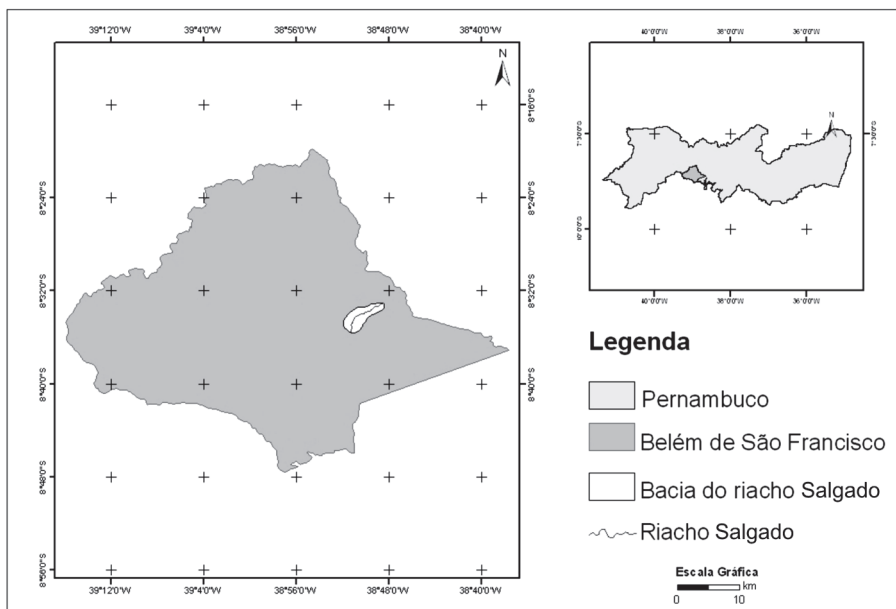 39°12'0"W 39°4'0"W 38°56'0"W 38°48'0"W 38°40'0"W
N
8°16'0"S
8°24'0"S 8°24'0"S
8°32'0"S 8°32'0"S
8°40'0"S 8°40'0"S
8°48'0"S
8°56'0"S
39°12'0"W 39°4'0"W 38°56'0"W 38°48'0"W 38°40'0"W
40°0'0"W 38°0'0"W 36°0'0"W
N
7°30'0"S 7°30'0"S
10°0'0"S 10°0'0"S
40°0'0"W 38°0'0"W 36°0'0"W
Legenda
Pernambuco
Belém de São Francisco
Bacia do riacho Salgado
Riacho Salgado
Escala Gráfica
km
0 10